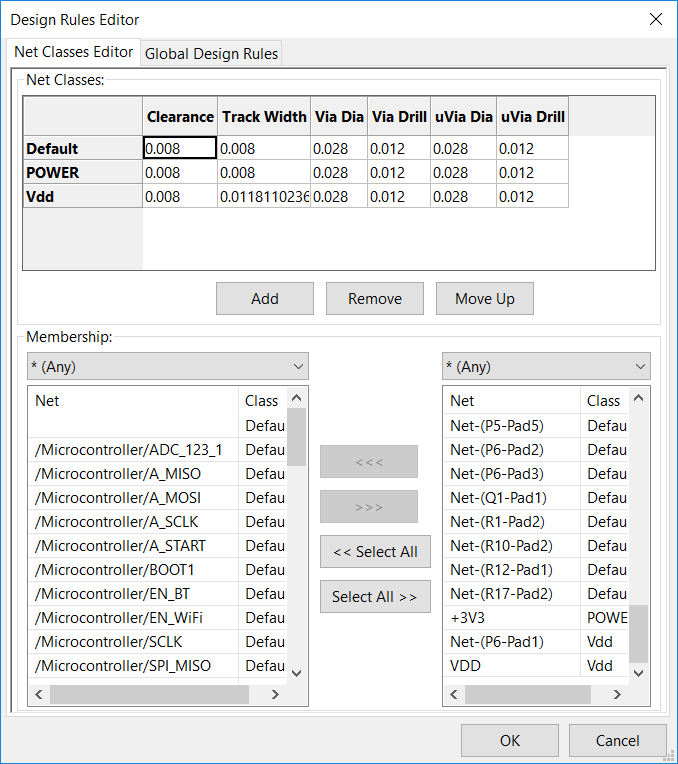 Design Rules Editor
Net Classes Editor Global Design Rules
Net Classes:
Clearance Track Width Via Dia Via Drill uVia Dia uVia Drill
Default 0.008 0.008 0.028 0.012 0.028 0.012
POWER 0.008 0.008 0.028 0.012 0.028 0.012
Vdd 0.008 0.0118110236 0.028 0.012 0.028 0.012
Add Remove Move Up
Membership:
* (Any)
Net Class
Defau
/Microcontroller/ADC_123_1 Defau
/Microcontroller/A_MISO Defau
/Microcontroller/A_MOSI Defau
/Microcontroller/A_SCLK Defau
/Microcontroller/A_START Defau
/Microcontroller/BOOT1 Defau
/Microcontroller/EN_BT Defau
/Microcontroller/EN_WiFi Defau
/Microcontroller/SCLK Defau
/Microcontroller/SPI_MISO Defau
<<<
>>>
<< Select All
Select All >>
* (Any)
Net Class
Net-(P5-Pad5) Defau
Net-(P6-Pad2) Defau
Net-(P6-Pad3) Defau
Net-(Q1-Pad1) Defau
Net-(R1-Pad2) Defau
Net-(R10-Pad2) Defau
Net-(R12-Pad1) Defau
Net-(R17-Pad2) Defau
+3V3 POWE
Net-(P6-Pad1) Vdd
VDD Vdd
OK Cancel